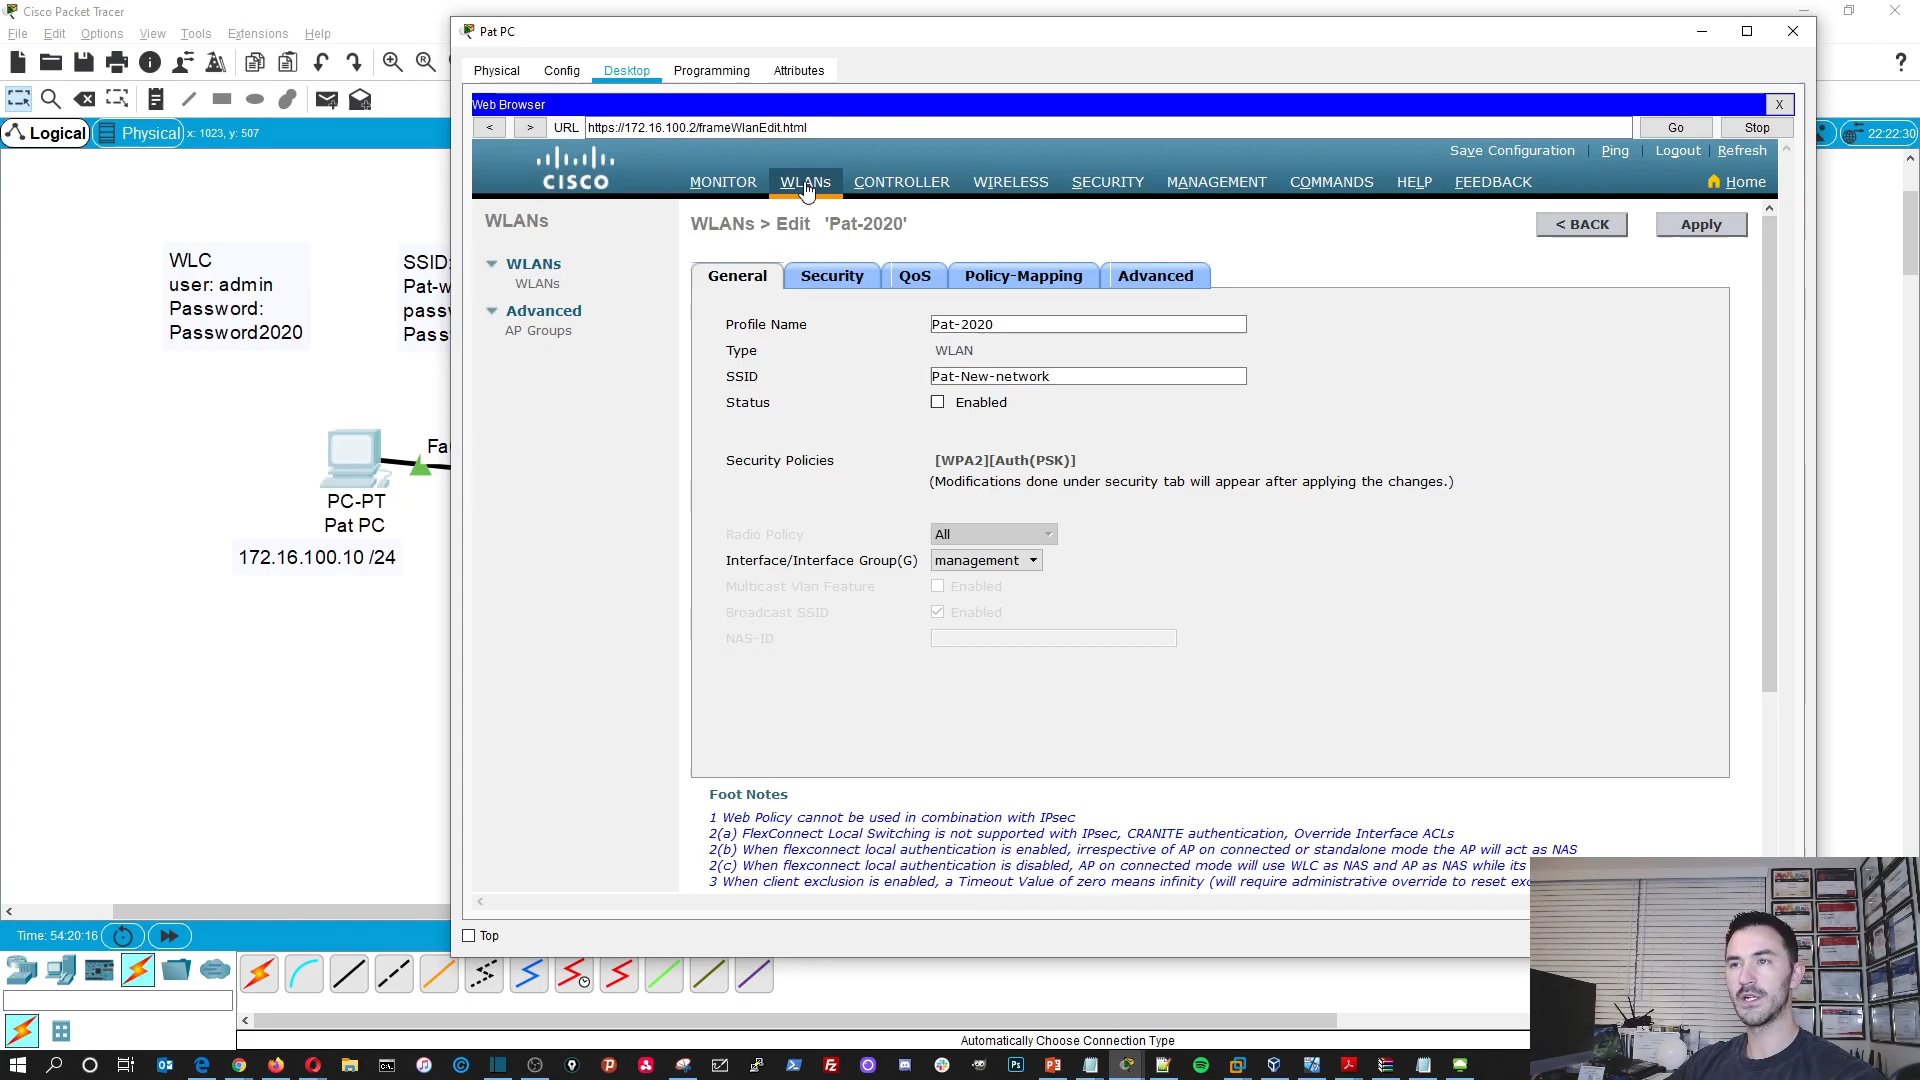 Cisco Packet Tracer
File Edit Options View Tools Extensions Help
Logical Physical x: 1023, y: 507
22:22:30
WLC
user: admin
Password:
Password2020
SSID:
Pat-w
passw
Pass
Fa
PC-PT
Pat PC
172.16.100.10 /24
Pat PC
Physical Config Desktop Programming Attributes
Web Browser X
< > URL https://172.16.100.2/frameWlanEdit.html Go Stop
Save Configuration | Ping | Logout | Refresh
CISCO
MONITOR WLANs CONTROLLER WIRELESS SECURITY MANAGEMENT COMMANDS HELP FEEDBACK Home
WLANs
WLANs
WLANs
Advanced
AP Groups
WLANs > Edit 'Pat-2020' < BACK Apply
General Security QoS Policy-Mapping Advanced
Profile Name Pat-2020
Type WLAN
SSID Pat-New-network
Status Enabled
Security Policies [WPA2][Auth(PSK)]
(Modifications done under security tab will appear after applying the changes.)
Radio Policy All
Interface/Interface Group(G) management
Multicast Vlan Feature Enabled
Broadcast SSID Enabled
NAS-ID
Foot Notes
1 Web Policy cannot be used in combination with IPsec
2(a) FlexConnect Local Switching is not supported with IPsec, CRANITE authentication, Override Interface ACLs
2(b) When flexconnect local authentication is enabled, irrespective of AP on connected or standalone mode the AP will act as NAS
2(c) When flexconnect local authentication is disabled, AP on connected mode will use WLC as NAS and AP as NAS while its
3 When client exclusion is enabled, a Timeout Value of zero means infinity (will require administrative override to reset exc
Top
Time: 54:20:16
Automatically Choose Connection Type